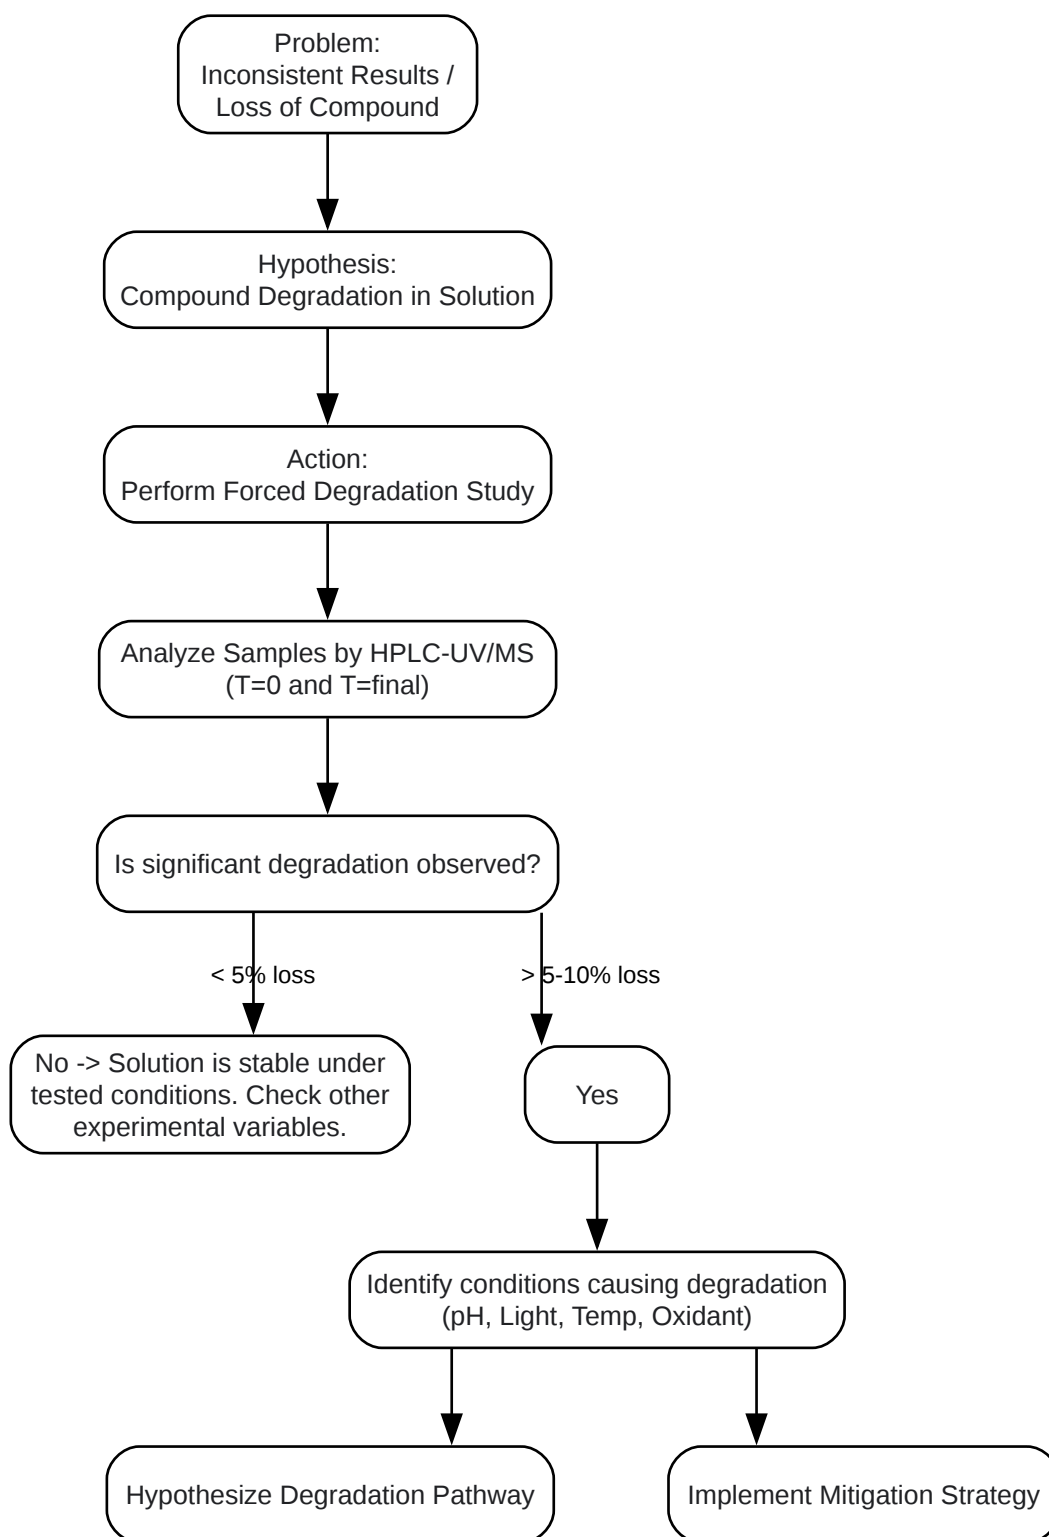 Problem:
Inconsistent Results /
Loss of Compound
Hypothesis:
Compound Degradation in Solution
Action:
Perform Forced Degradation Study
Analyze Samples by HPLC-UV/MS
(T=0 and T=final)
Is significant degradation observed?
< 5% loss
> 5-10% loss
No -> Solution is stable under
tested conditions. Check other
experimental variables.
Yes
Identify conditions causing degradation
(pH, Light, Temp, Oxidant)
Hypothesize Degradation Pathway
Implement Mitigation Strategy